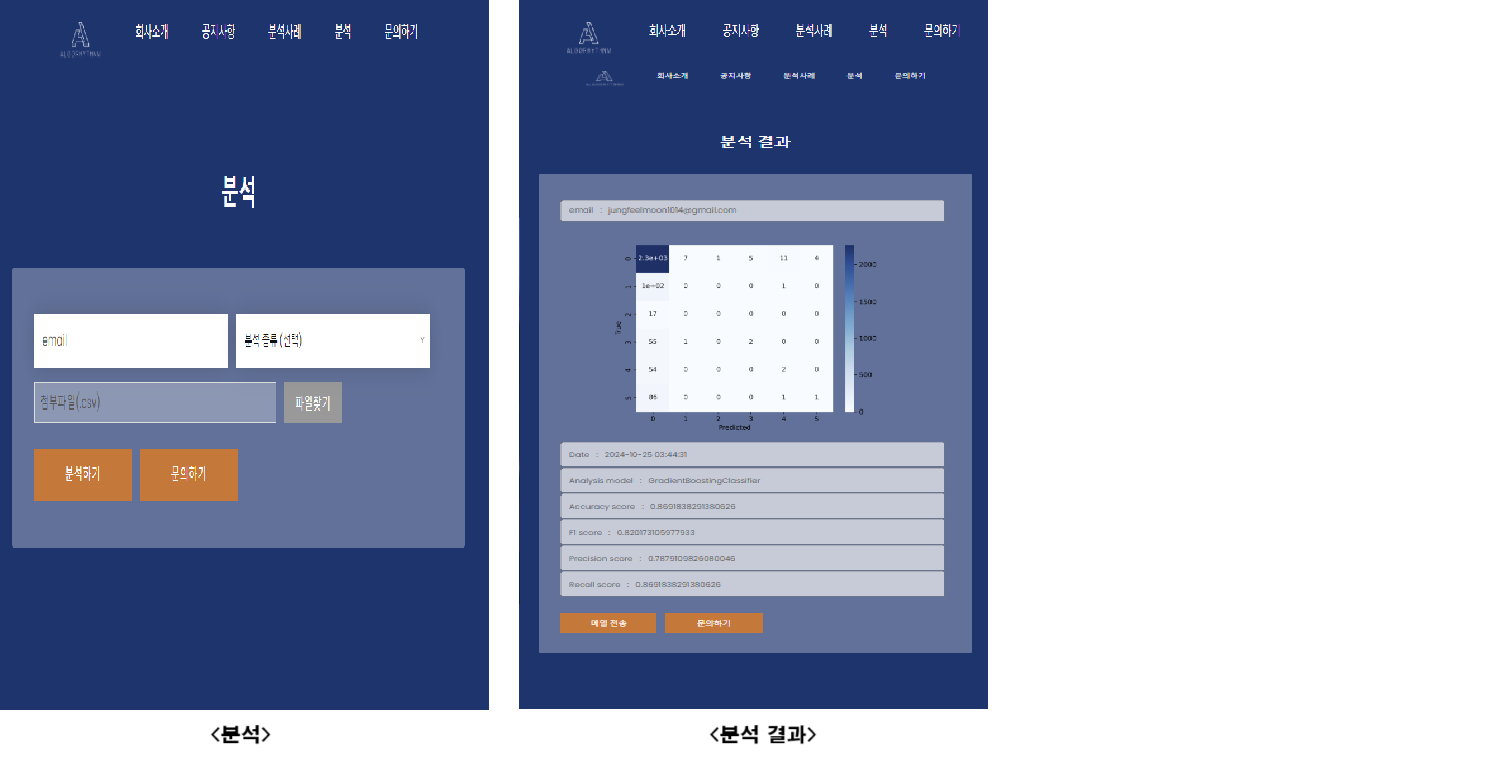 ALGORHYTHM 회사소개 공지사항 분석사례 분석 문의하기
분석
email 분석 종류 (선택)
첨부파일(.csv) 파일찾기
분석하기 문의하기
<분석>
ALGORHYTHM 회사소개 공지사항 분석사례 분석 문의하기
회사소개 공지사항 분석사례 분석 문의하기
분석 결과
email : jungfeelmoon1014@gmail.com
0 2.3e+03 7 1 5 11 4
1 1e+02 0 0 0 1 0
2 17 0 0 0 0 0
3 55 1 0 2 0 0
4 54 0 0 0 2 0
5 86 0 0 0 1 1
0 1 2 3 4 5
True
Predicted
2000
1500
1000
500
0
Date : 2024-10-25 03:44:31
Analysis model : GradientBoostingClassifier
Accuracy score : 0.8691838291380626
F1 score : 0.820173105977933
Precision score :
Recall score : 0.8691838291380626
메일 전송 문의하기
<분석 결과>